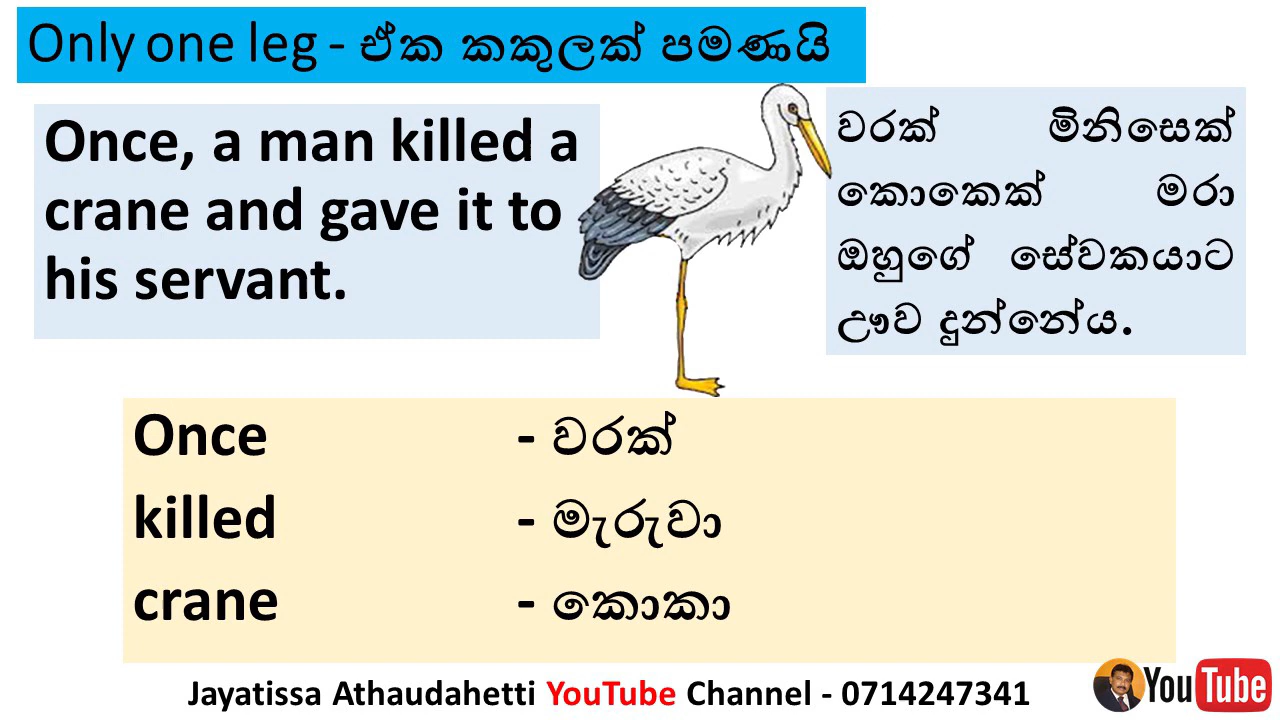 Only one leg - ඒක කකුලක් පමණයි
Once, a man killed a
crane and gave it to
his servant.
වරක් මිනිසෙක්
කොකෙක් මරා
ඔහුගේ සේවකයාට
ඌව දුන්නේය.
Once - වරක්
killed - මැරුවා
crane - කොකා
Jayatissa Athaudahetti YouTube Channel - 0714247341
YouTube